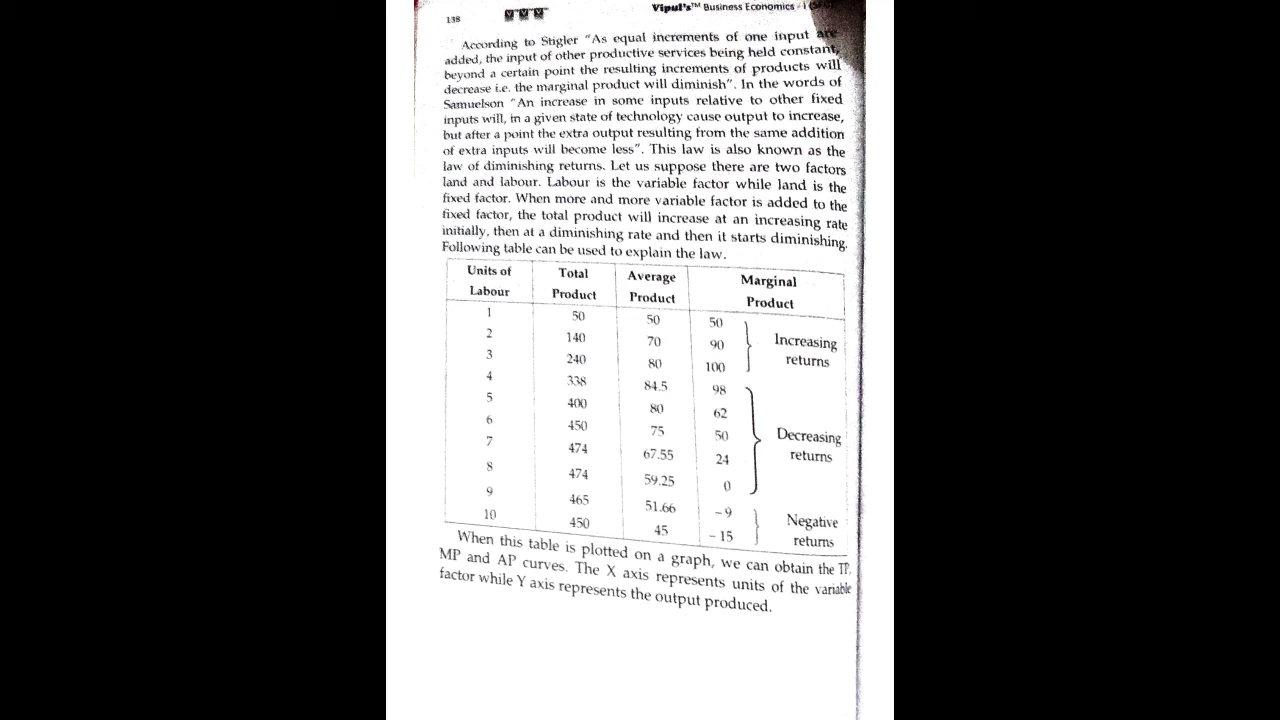 138
VVV
Vipul's™ Business Economics - I
According to Stigler "As equal increments of one input are
added, the input of other productive services being held constant,
beyond a certain point the resulting increments of products will
decrease i.e. the marginal product will diminish". In the words of
Samuelson "An increase in some inputs relative to other fixed
inputs will, in a given state of technology cause output to increase,
but after a point the extra output resulting from the same addition
of extra inputs will become less". This law is also known as the
law of diminishing returns. Let us suppose there are two factors
land and labour. Labour is the variable factor while land is the
fixed factor. When more and more variable factor is added to the
fixed factor, the total product will increase at an increasing rate
initially, then at a diminishing rate and then it starts diminishing.
Following table can be used to explain the law.
Units of Total Average Marginal
Labour Product Product Product
1 50 50 50
2 140 70 90 Increasing
3 240 80 100 returns
4 338 84.5 98
5 400 80 62
6 450 75 50 Decreasing
7 474 67.55 24 returns
8 474 59.25 0
9 465 51.66 – 9 Negative
10 450 45 – 15 returns
When this table is plotted on a graph, we can obtain the TP,
MP and AP curves. The X axis represents units of the variable
factor while Y axis represents the output produced.